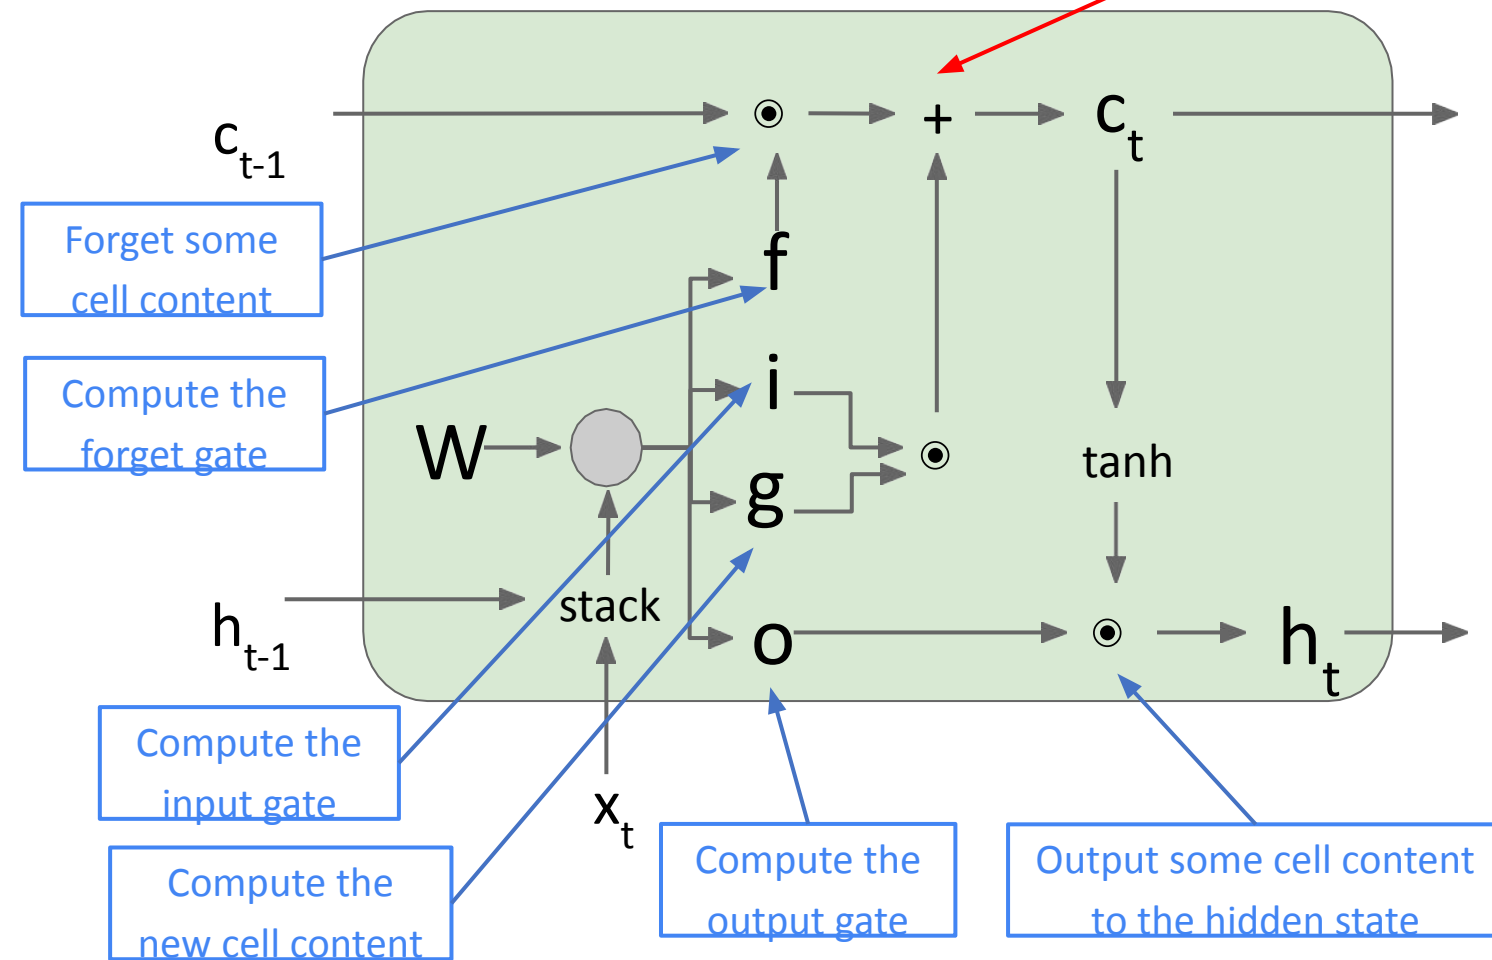 c t-1
+
c t
Forget some
cell content
f
Compute the
forget gate
i
W
g
tanh
h t-1
stack
o
h t
Compute the
input gate
x t
Compute the
new cell content
Compute the
output gate
Output some cell content
to the hidden state